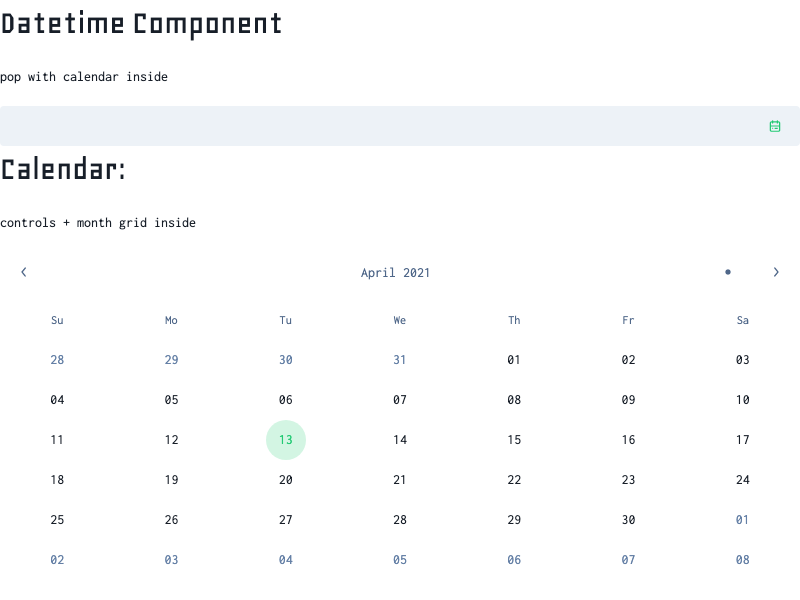 Datetime Component
pop with calendar inside
Calendar:
controls + month grid inside
April 2021
Su Mo Tu We Th Fr Sa
28 29 30 31 01 02 03
04 05 06 07 08 09 10
11 12 13 14 15 16 17
18 19 20 21 22 23 24
25 26 27 28 29 30 01
02 03 04 05 06 07 08